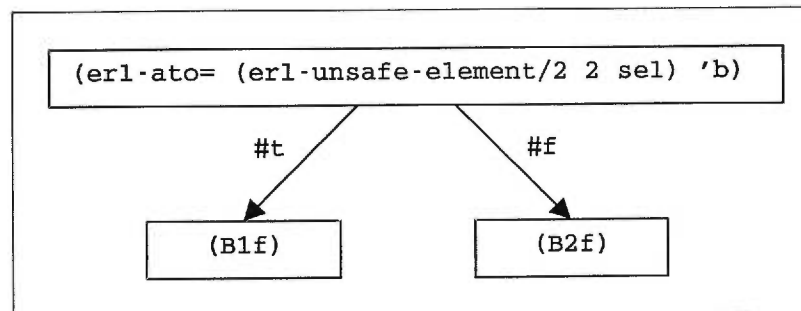 (erl-ato= (erl-unsafe-element/2 2 sel) 'b)
#t #f
(B1f) (B2f)